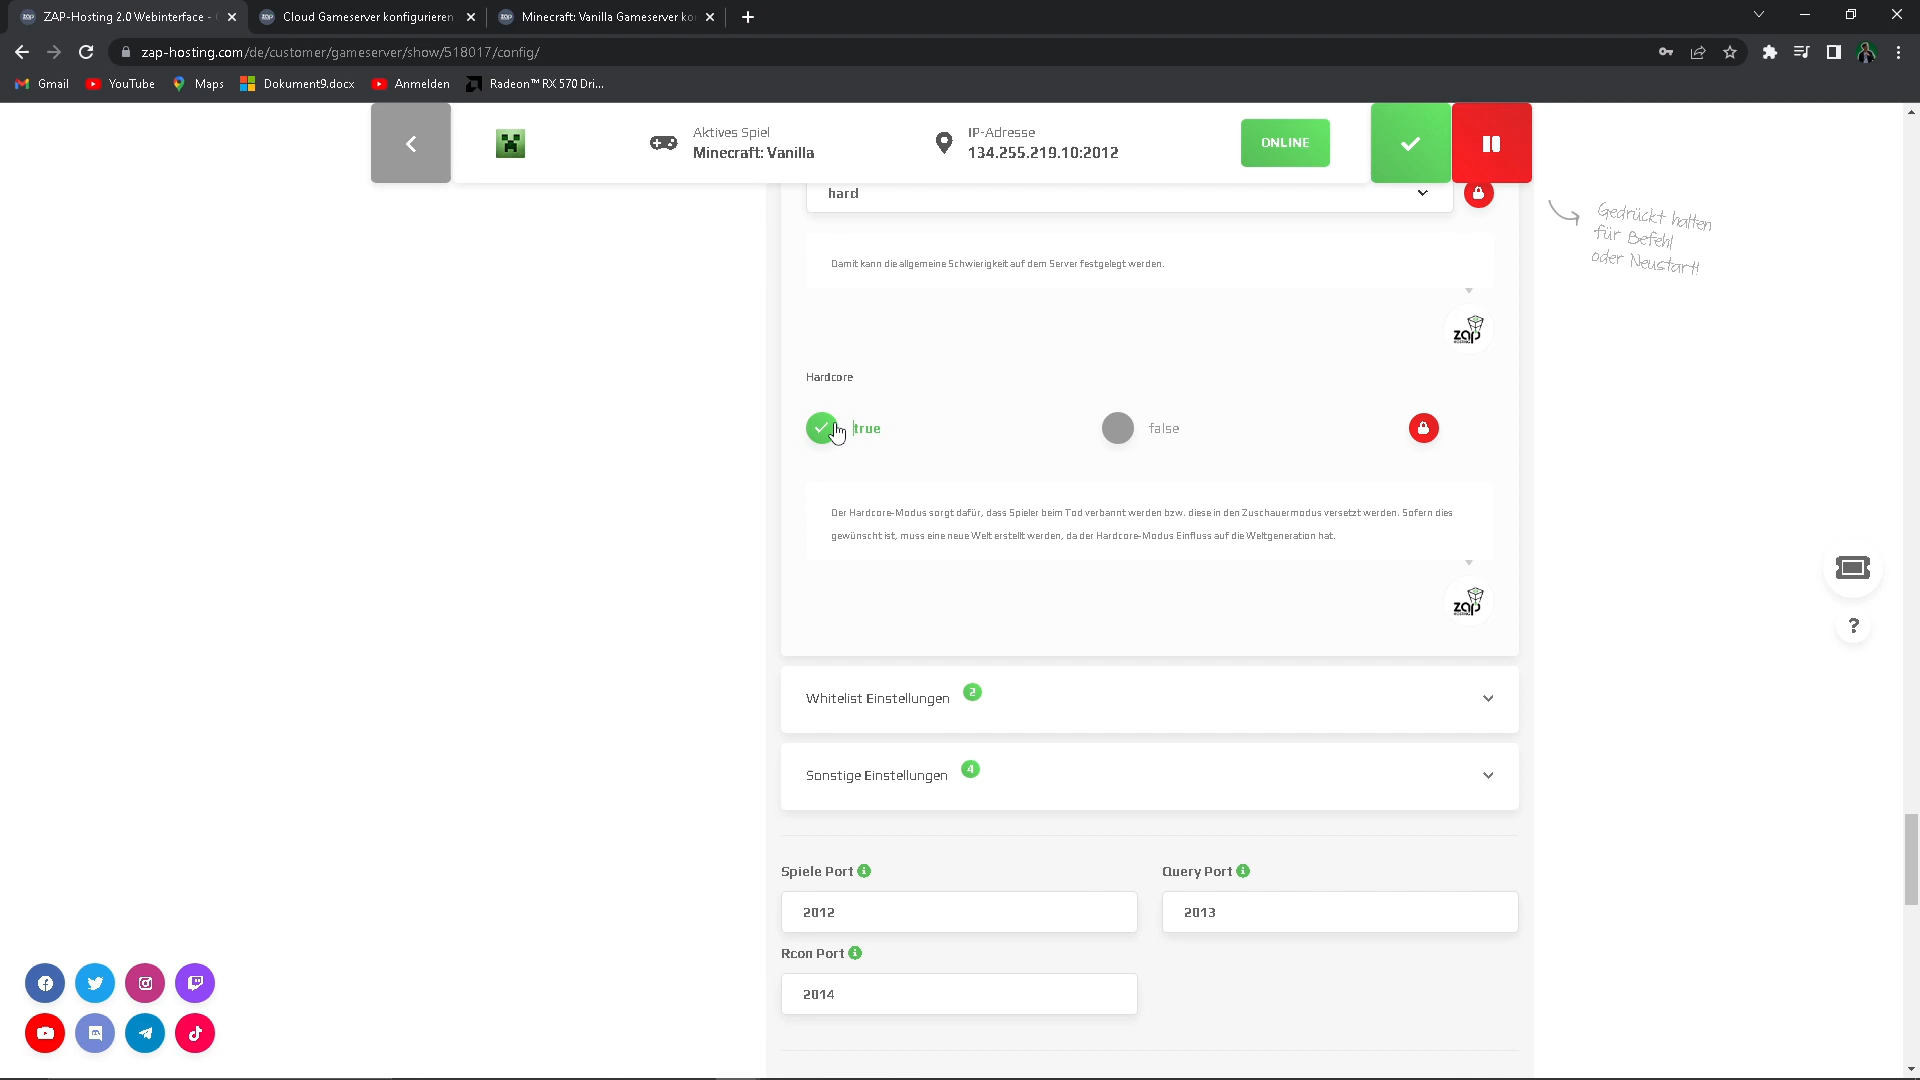 ZAP-Hosting 2.0 Webinterface -
Cloud Gameserver konfigurieren
Minecraft: Vanilla Gameserver ko
zap-hosting.com/de/customer/gameserver/show/518017/config/
Gmail
YouTube
Maps
Dokument9.docx
Anmelden
Radeon™ RX 570 Dri...
Aktives Spiel
Minecraft: Vanilla
IP-Adresse
134.255.219.10:2012
ONLINE
Gedrückt halten
für Befehl
oder Neustart!
hard
Damit kann die allgemeine Schwierigkeit auf dem Server festgelegt werden.
zap
HOSTING
Hardcore
true
false
Der Hardcore-Modus sorgt dafür, dass Spieler beim Tod verbannt werden bzw. diese in den Zuschauermodus versetzt werden. Sofern dies
gewünscht ist, muss eine neue Welt erstellt werden, da der Hardcore-Modus Einfluss auf die Weltgeneration hat.
zap
HOSTING
?
Whitelist Einstellungen 2
Sonstige Einstellungen 4
Spiele Port
Query Port
2012
2013
Rcon Port
2014